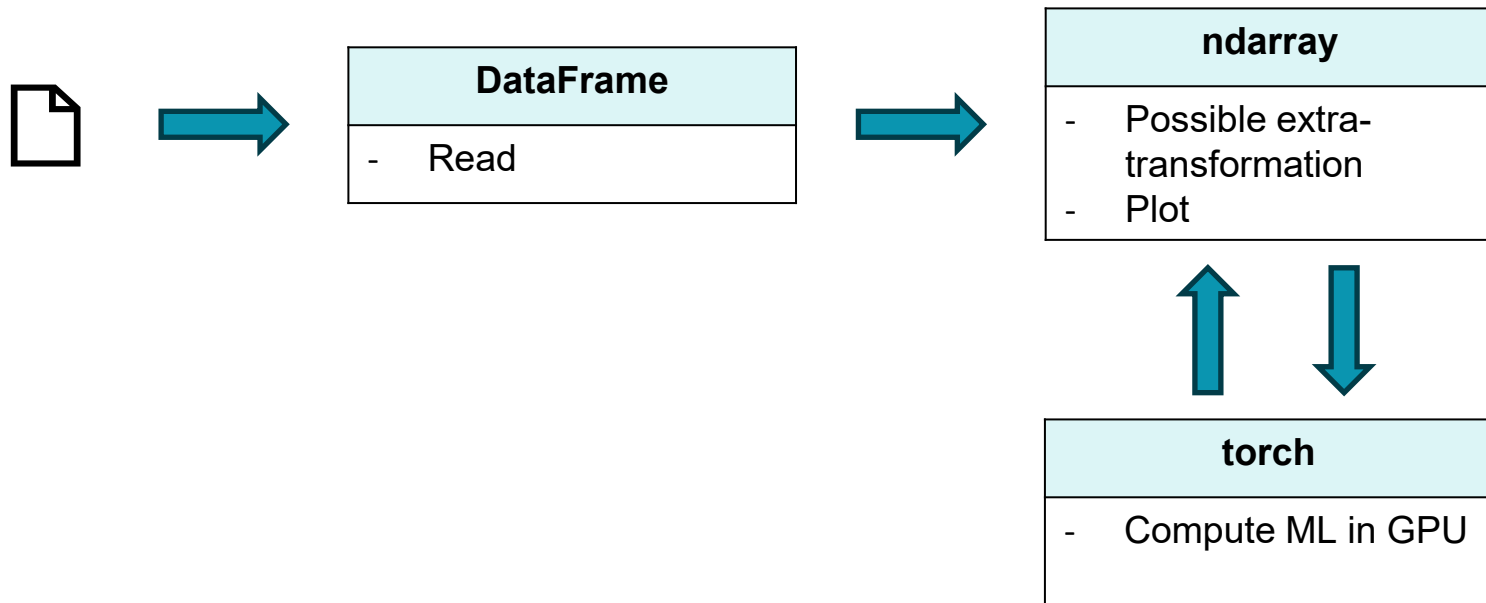 DataFrame
- Read
ndarray
- Possible extra-
transformation
- Plot
torch
- Compute ML in GPU